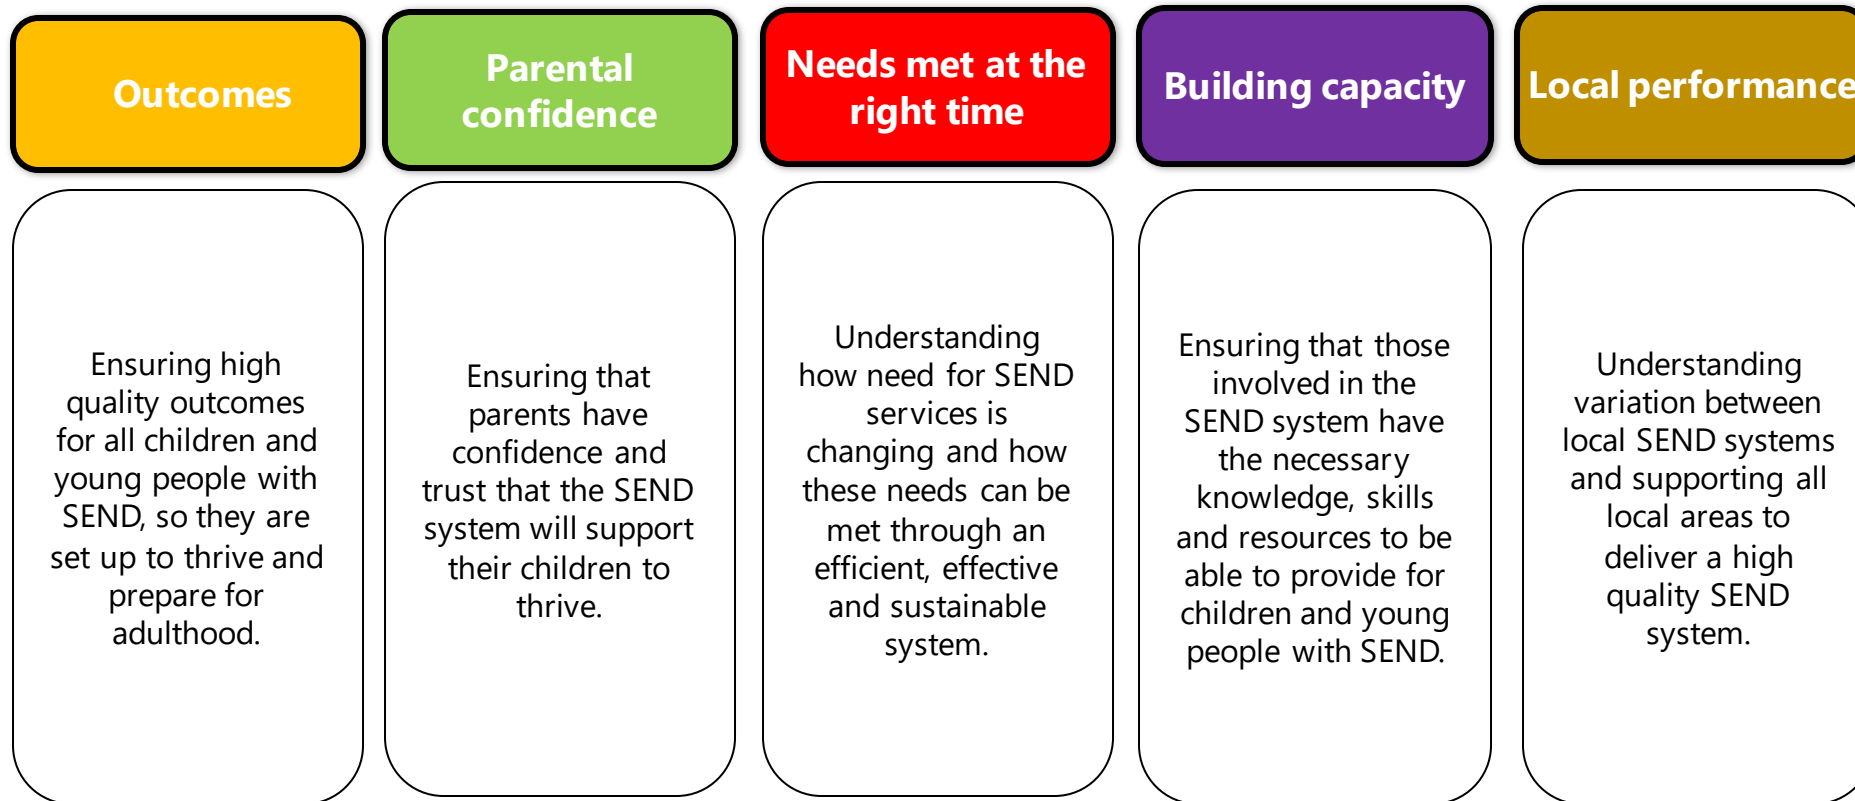 Outcomes
Parental
confidence
Needs met at the
right time
Building capacity
Local performance
Ensuring high
quality outcomes
for all children and
young people with
SEND, so they are
set up to thrive and
prepare for
adulthood.
Ensuring that
parents have
confidence and
trust that the SEND
system will support
their children to
thrive.
Understanding
how need for SEND
services is
changing and how
these needs can be
met through an
efficient, effective
and sustainable
system.
Ensuring that those
involved in the
SEND system have
the necessary
knowledge, skills
and resources to be
able to provide for
children and young
people with SEND.
Understanding
variation between
local SEND systems
and supporting all
local areas to
deliver a high
quality SEND
system.